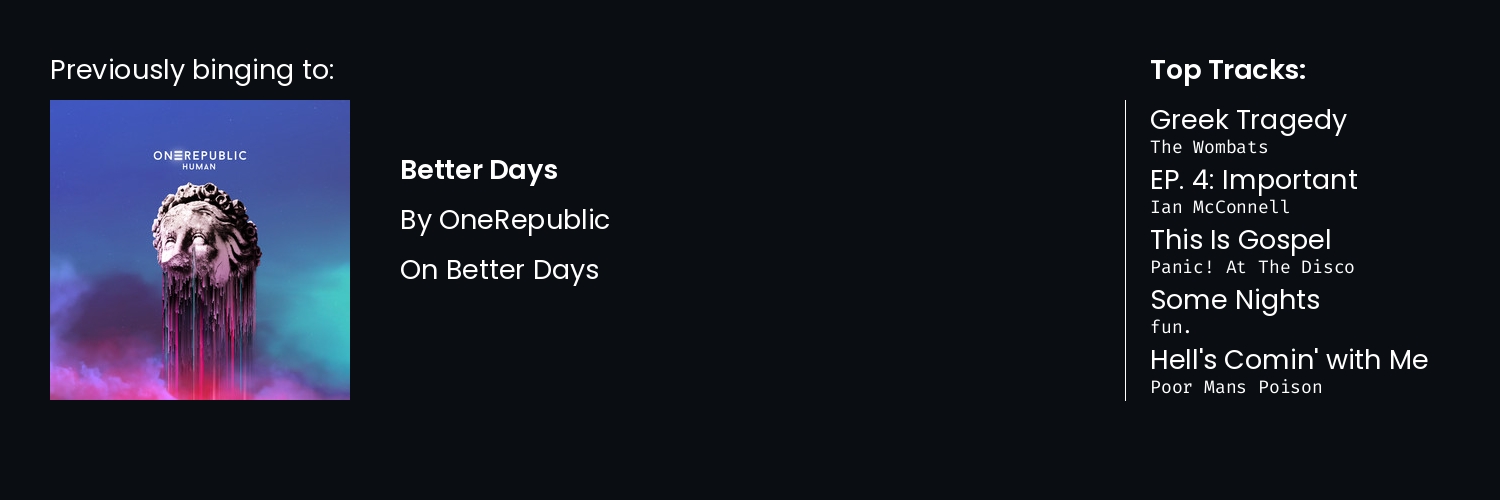 Previously binging to:
ONEREPUBLIC
HUMAN
Better Days
By OneRepublic
On Better Days
Top Tracks:
Greek Tragedy
The Wombats
EP. 4: Important
Ian McConnell
This Is Gospel
Panic! At The Disco
Some Nights
fun.
Hell's Comin' with Me
Poor Mans Poison